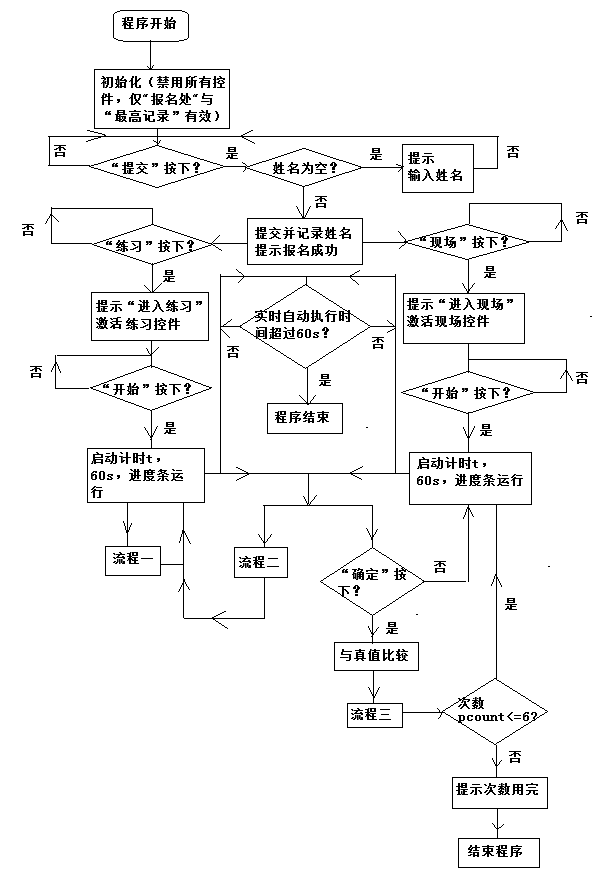 程序开始
初始化（禁用所有控
件，仅"报名处"与
“最高记录”有效）
否
“提交”按下？
是
姓名为空？
是
提示
输入姓名
否
否
否
“练习”按下？
提交并记录姓名
提示报名成功
“现场”按下？
否
是
是
提示“进入练习”
激活 练习控件
实时自动执行时
间超过60s？
提示“进入现场”
激活现场控件
否
否
否
“开始”按下？
是
“开始”按下？
否
程序结束
是
是
启动计时t，
60s，进度条运
行
启动计时t，
60s，进度条运行
流程一
流程二
“确定”按
下？
否
是
是
与真值比较
流程三
次数
pcount<=6?
否
提示次数用完
结束程序